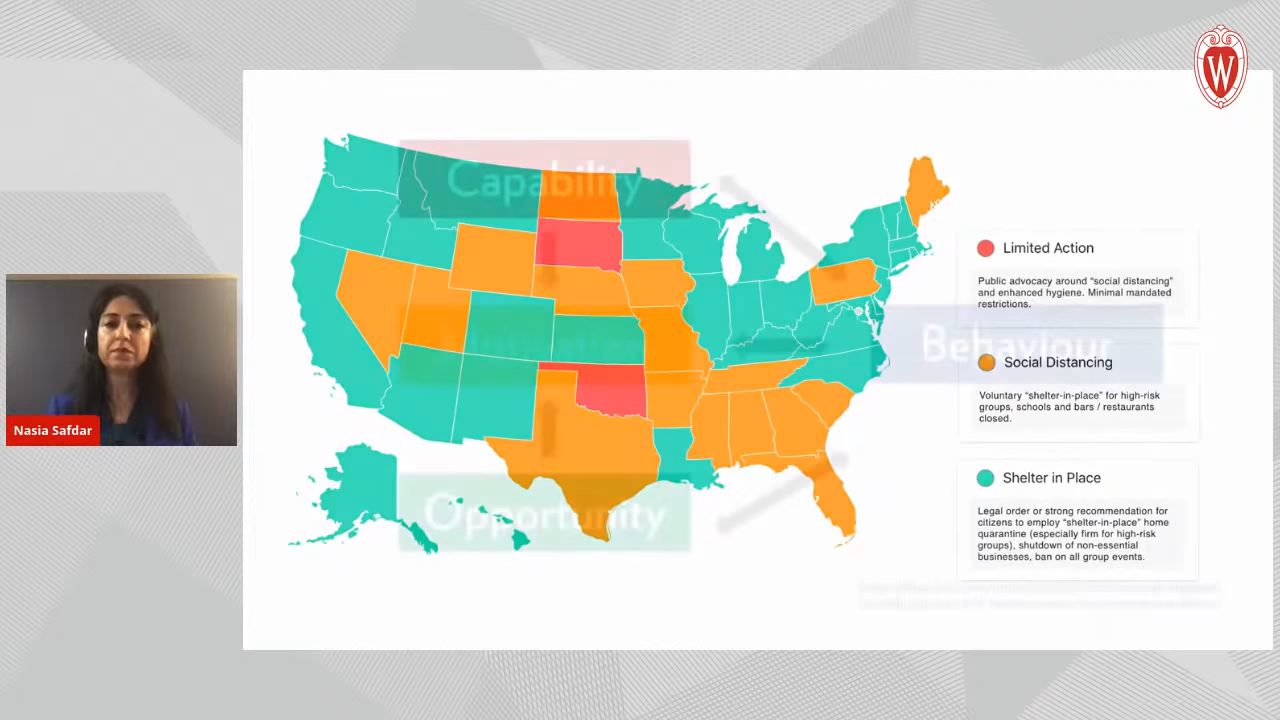 W
Capability
Limited Action
Public advocacy around “social distancing”
and enhanced hygiene. Minimal mandated
restrictions.
Behaviour
Social Distancing
Voluntary “shelter-in-place” for high-risk
groups, schools and bars / restaurants
closed.
Nasia Safdar
Shelter in Place
Opportunity
Legal order or strong recommendation for
citizens to employ “shelter-in-place” home
quarantine (especially firm for high-risk
groups), shutdown of non-essential
businesses, ban on all group events.